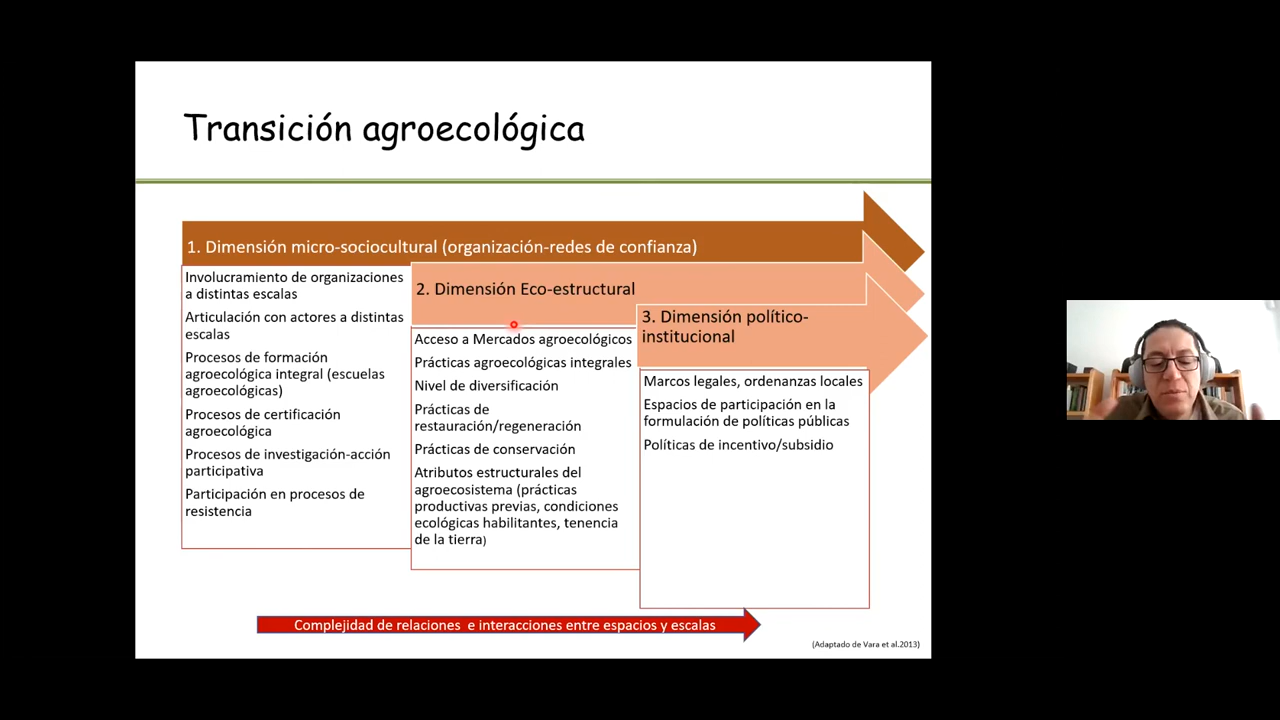 Transición agroecológica
1. Dimensión micro-sociocultural (organización-redes de confianza)
Involucramiento de organizaciones
a distintas escalas
Articulación con actores a distintas
escalas
Procesos de formación
agroecológica integral (escuelas
agroecológicas)
Procesos de certificación
agroecológica
Procesos de investigación-acción
participativa
Participación en procesos de
resistencia
2. Dimensión Eco-estructural
Acceso a Mercados agroecológicos
Prácticas agroecológicas integrales
Nivel de diversificación
Prácticas de
restauración/regeneración
Prácticas de conservación
Atributos estructurales del
agroecosistema (prácticas
productivas previas, condiciones
ecológicas habilitantes, tenencia
de la tierra)
3. Dimensión político-
institucional
Marcos legales, ordenanzas locales
Espacios de participación en la
formulación de políticas públicas
Políticas de incentivo/subsidio
Complejidad de relaciones e interacciones entre espacios y escalas
(Adaptado de Vara et al.2013)